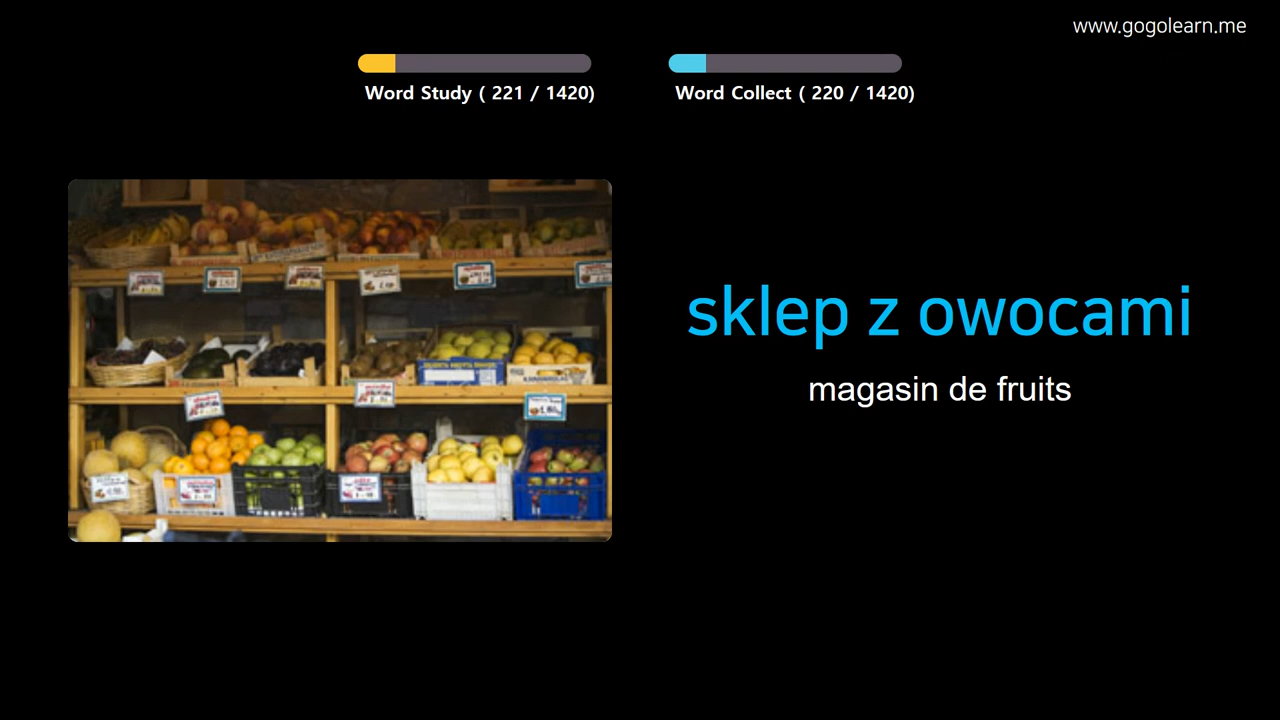 www.gogolearn.me
Word Study ( 221 / 1420)
Word Collect ( 220 / 1420)
sklep z owocami
magasin de fruits